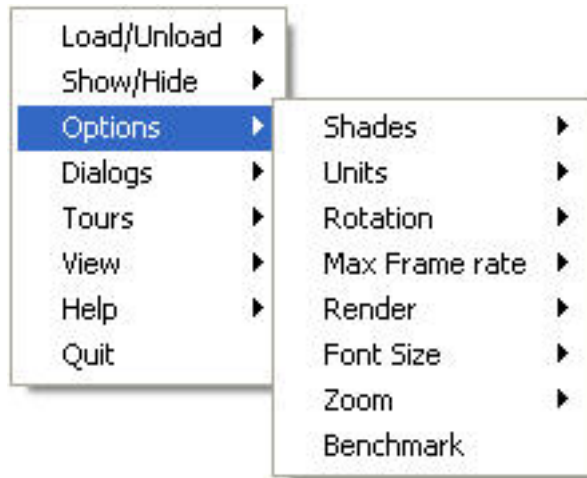 Load/Unload
Show/Hide
Options
Dialogs
Tours
View
Help
Quit
Shades
Units
Rotation
Max Frame rate
Render
Font Size
Zoom
Benchmark